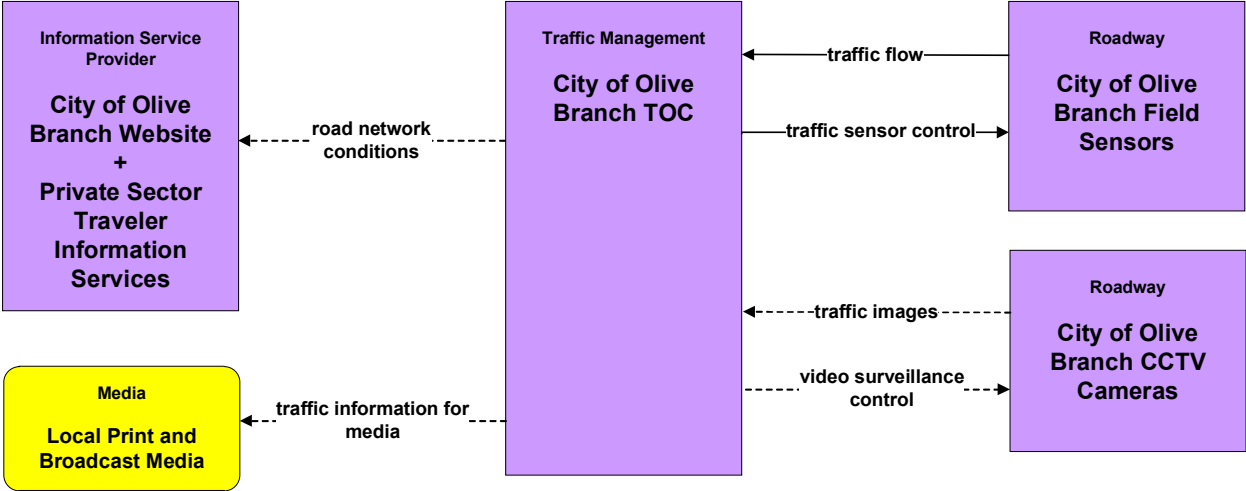 Information Service
Provider
City of Olive
Branch Website
+
Private Sector
Traveler
Information
Services
road network
conditions
Traffic Management
City of Olive
Branch TOC
traffic flow
traffic sensor control
Roadway
City of Olive
Branch Field
Sensors
traffic images
video surveillance
control
Roadway
City of Olive
Branch CCTV
Cameras
Media
Local Print and
Broadcast Media
traffic information for
media